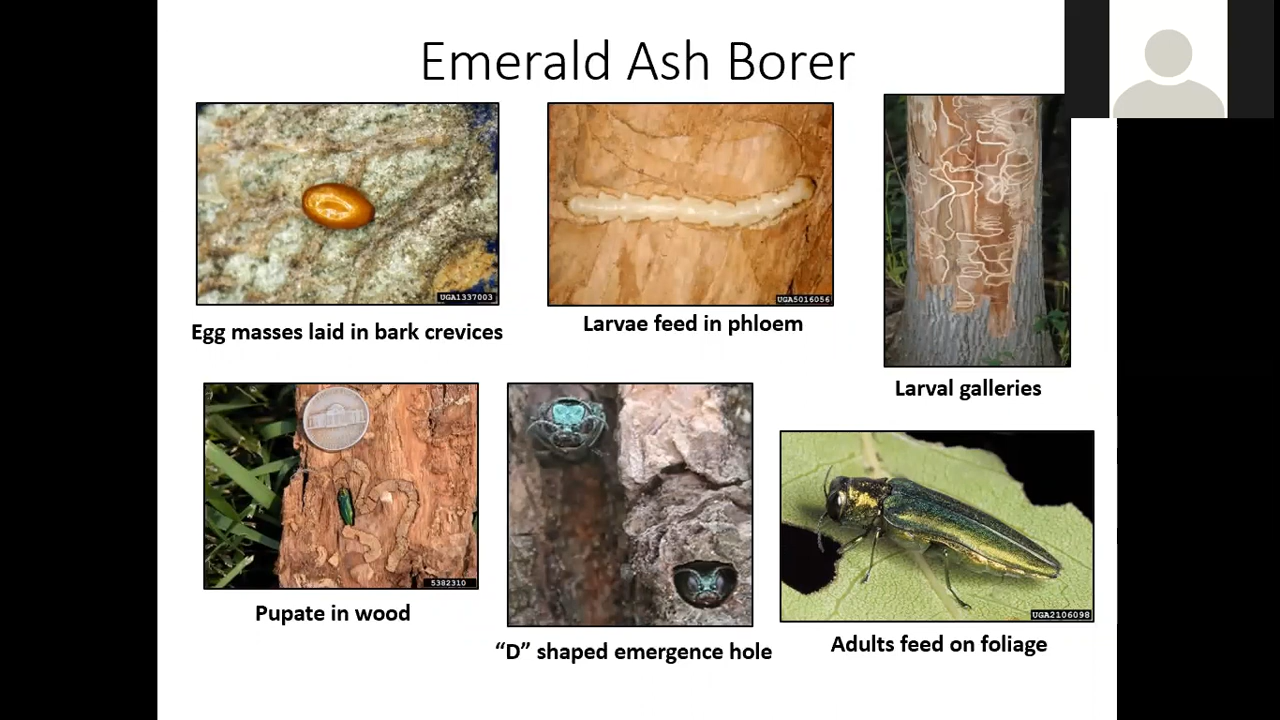 Emerald Ash Borer
UGA1337003
UGA5016056
Egg masses laid in bark crevices
Larvae feed in phloem
Larval galleries
5382310
UGA2106098
Pupate in wood
“D” shaped emergence hole
Adults feed on foliage